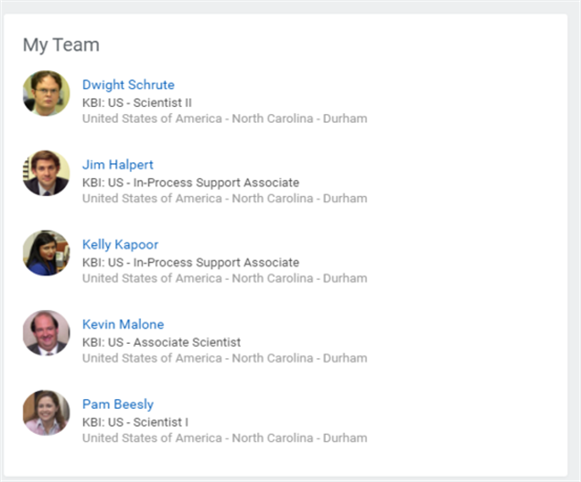 My Team
Dwight Schrute
KBI: US - Scientist II
United States of America - North Carolina - Durham
Jim Halpert
KBI: US - In-Process Support Associate
United States of America - North Carolina - Durham
Kelly Kapoor
KBI: US - In-Process Support Associate
United States of America - North Carolina - Durham
Kevin Malone
KBI: US - Associate Scientist
United States of America - North Carolina - Durham
Pam Beesly
KBI: US - Scientist I
United States of America - North Carolina - Durham